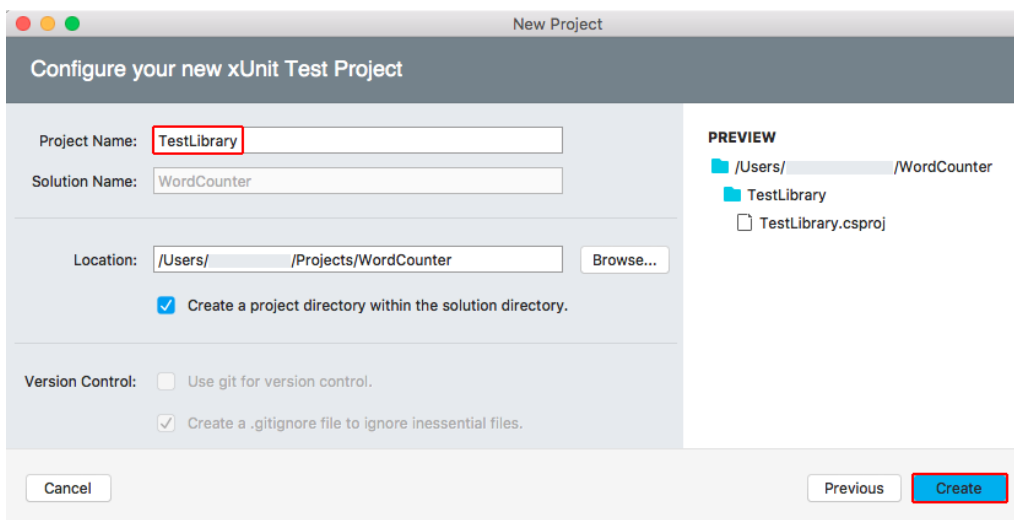 New Project
Configure your new xUnit Test Project
Project Name: TestLibrary
Solution Name: WordCounter
Location: /Users/ /Projects/WordCounter Browse...
Create a project directory within the solution directory.
Version Control: Use git for version control.
Create a .gitignore file to ignore inessential files.
PREVIEW
/Users/ /WordCounter
TestLibrary
TestLibrary.csproj
Cancel
Previous
Create